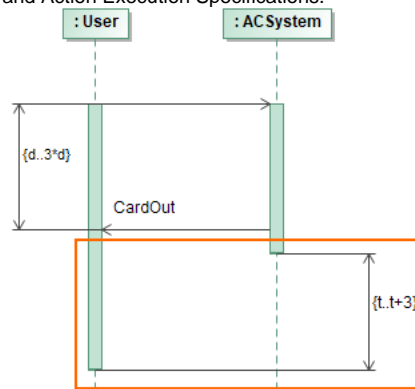 and Action Execution Specifications.
: User
: ACSystem
{d..3*d}
CardOut
{t..t+3}